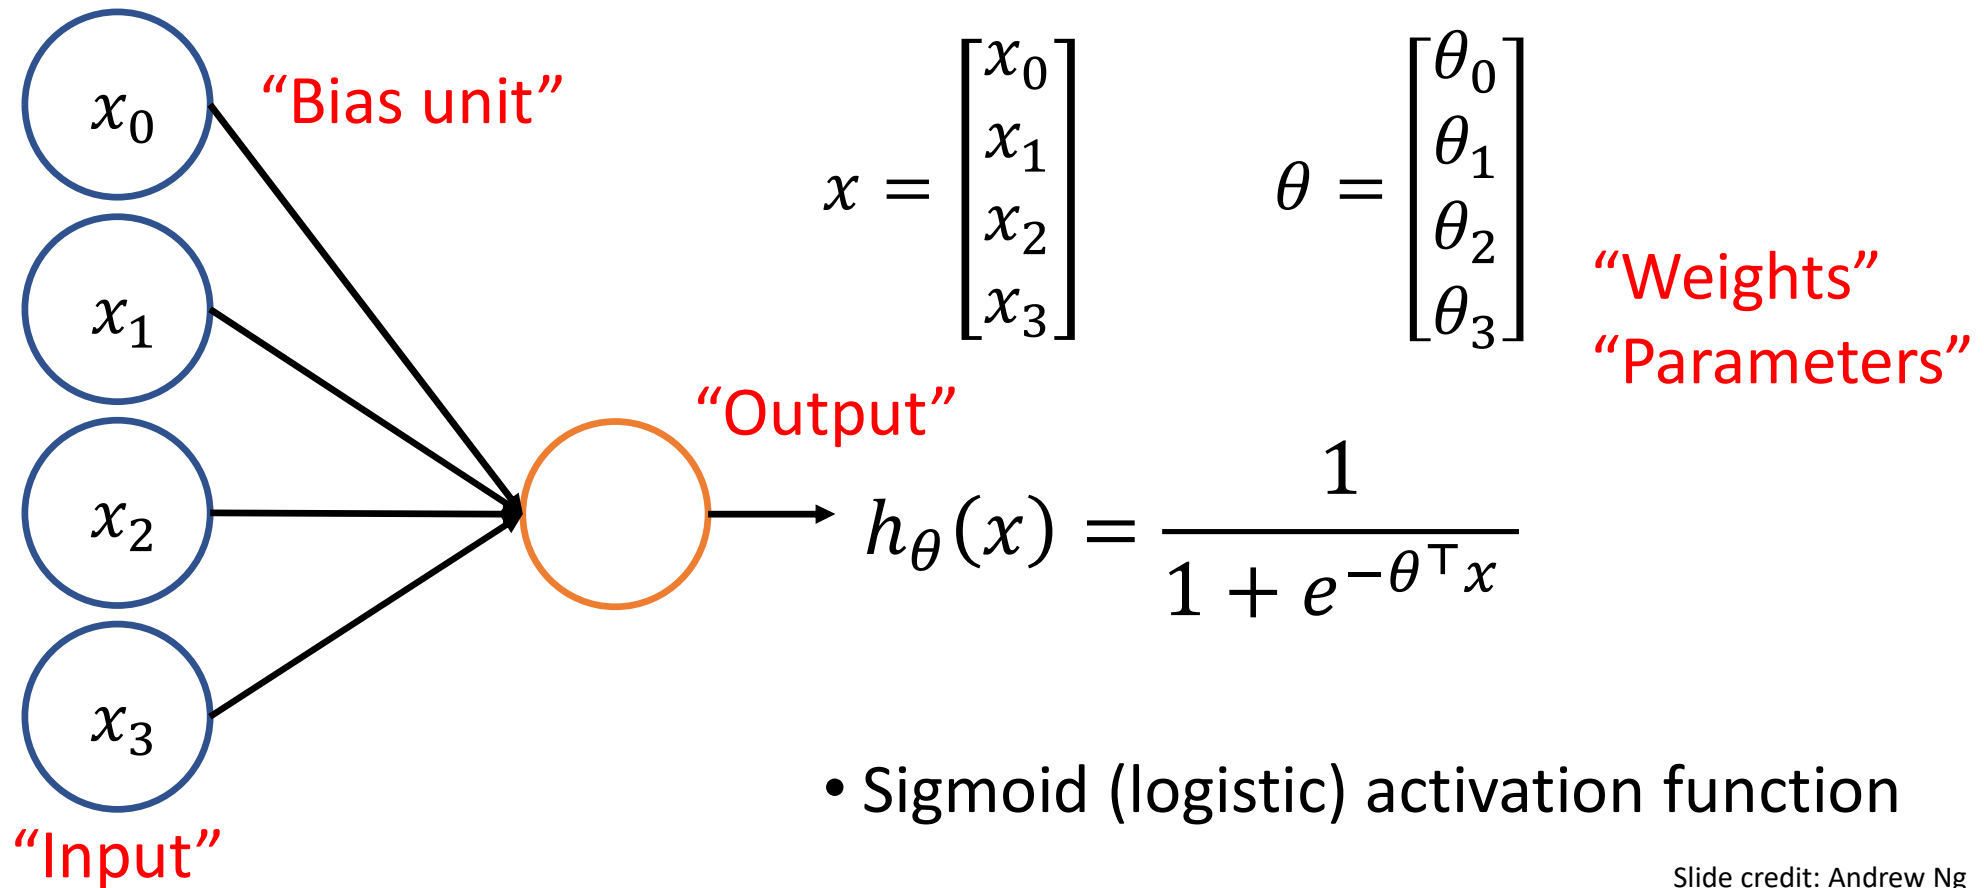 x₀
“Bias unit”
x₁
x₂
x₃
“Input”
“Output”
x = [x₀ x₁ x₂ x₃]
θ = [θ₀ θ₁ θ₂ θ₃]
“Weights”
“Parameters”
h_θ(x) = 1 / (1 + e^(−θ^⊤ x))
• Sigmoid (logistic) activation function
Slide credit: Andrew Ng